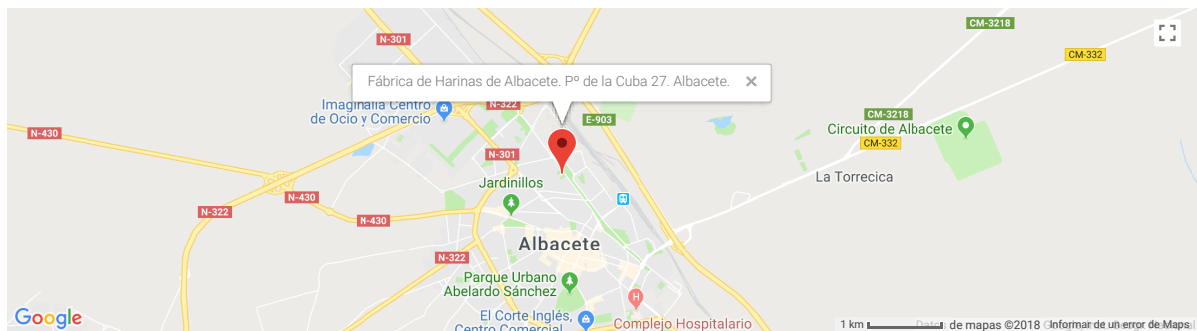 CM-3218
N-301
CM-332
Fábrica de Harinas de Albacete. Pº de la Cuba 27. Albacete.
Imaginalia Centro
de Ocio y Comercio
N-322
E-903
CM-3218
Circuito de Albacete
N-430
CM-332
N-301
La Torrecica
Jardinillos
N-430
N-322
N-430
Albacete
N-322
Parque Urbano
Abelardo Sánchez
H
El Corte Inglés,
Centro Comercial
Complejo Hospitalario
Google
1 km
Datos de mapas ©2018
Informar de un error de Maps